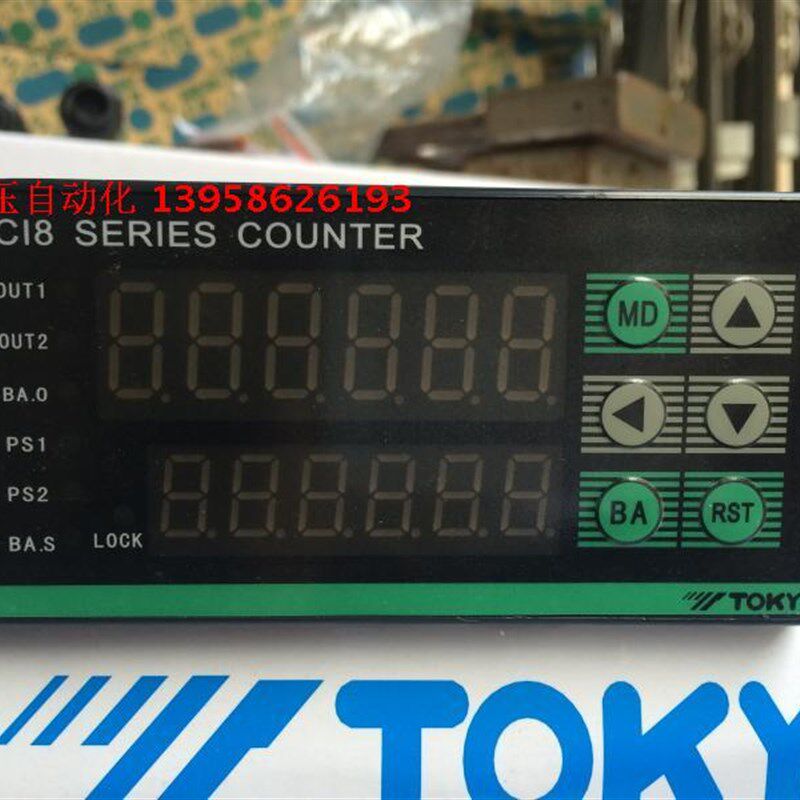 压自动化 13958626193
CI8 SERIES COUNTER
OUT1
OUT2
BA.O
PS1
PS2
BA.S
LOCK
MD
BA
RST
TOKY
TOKY